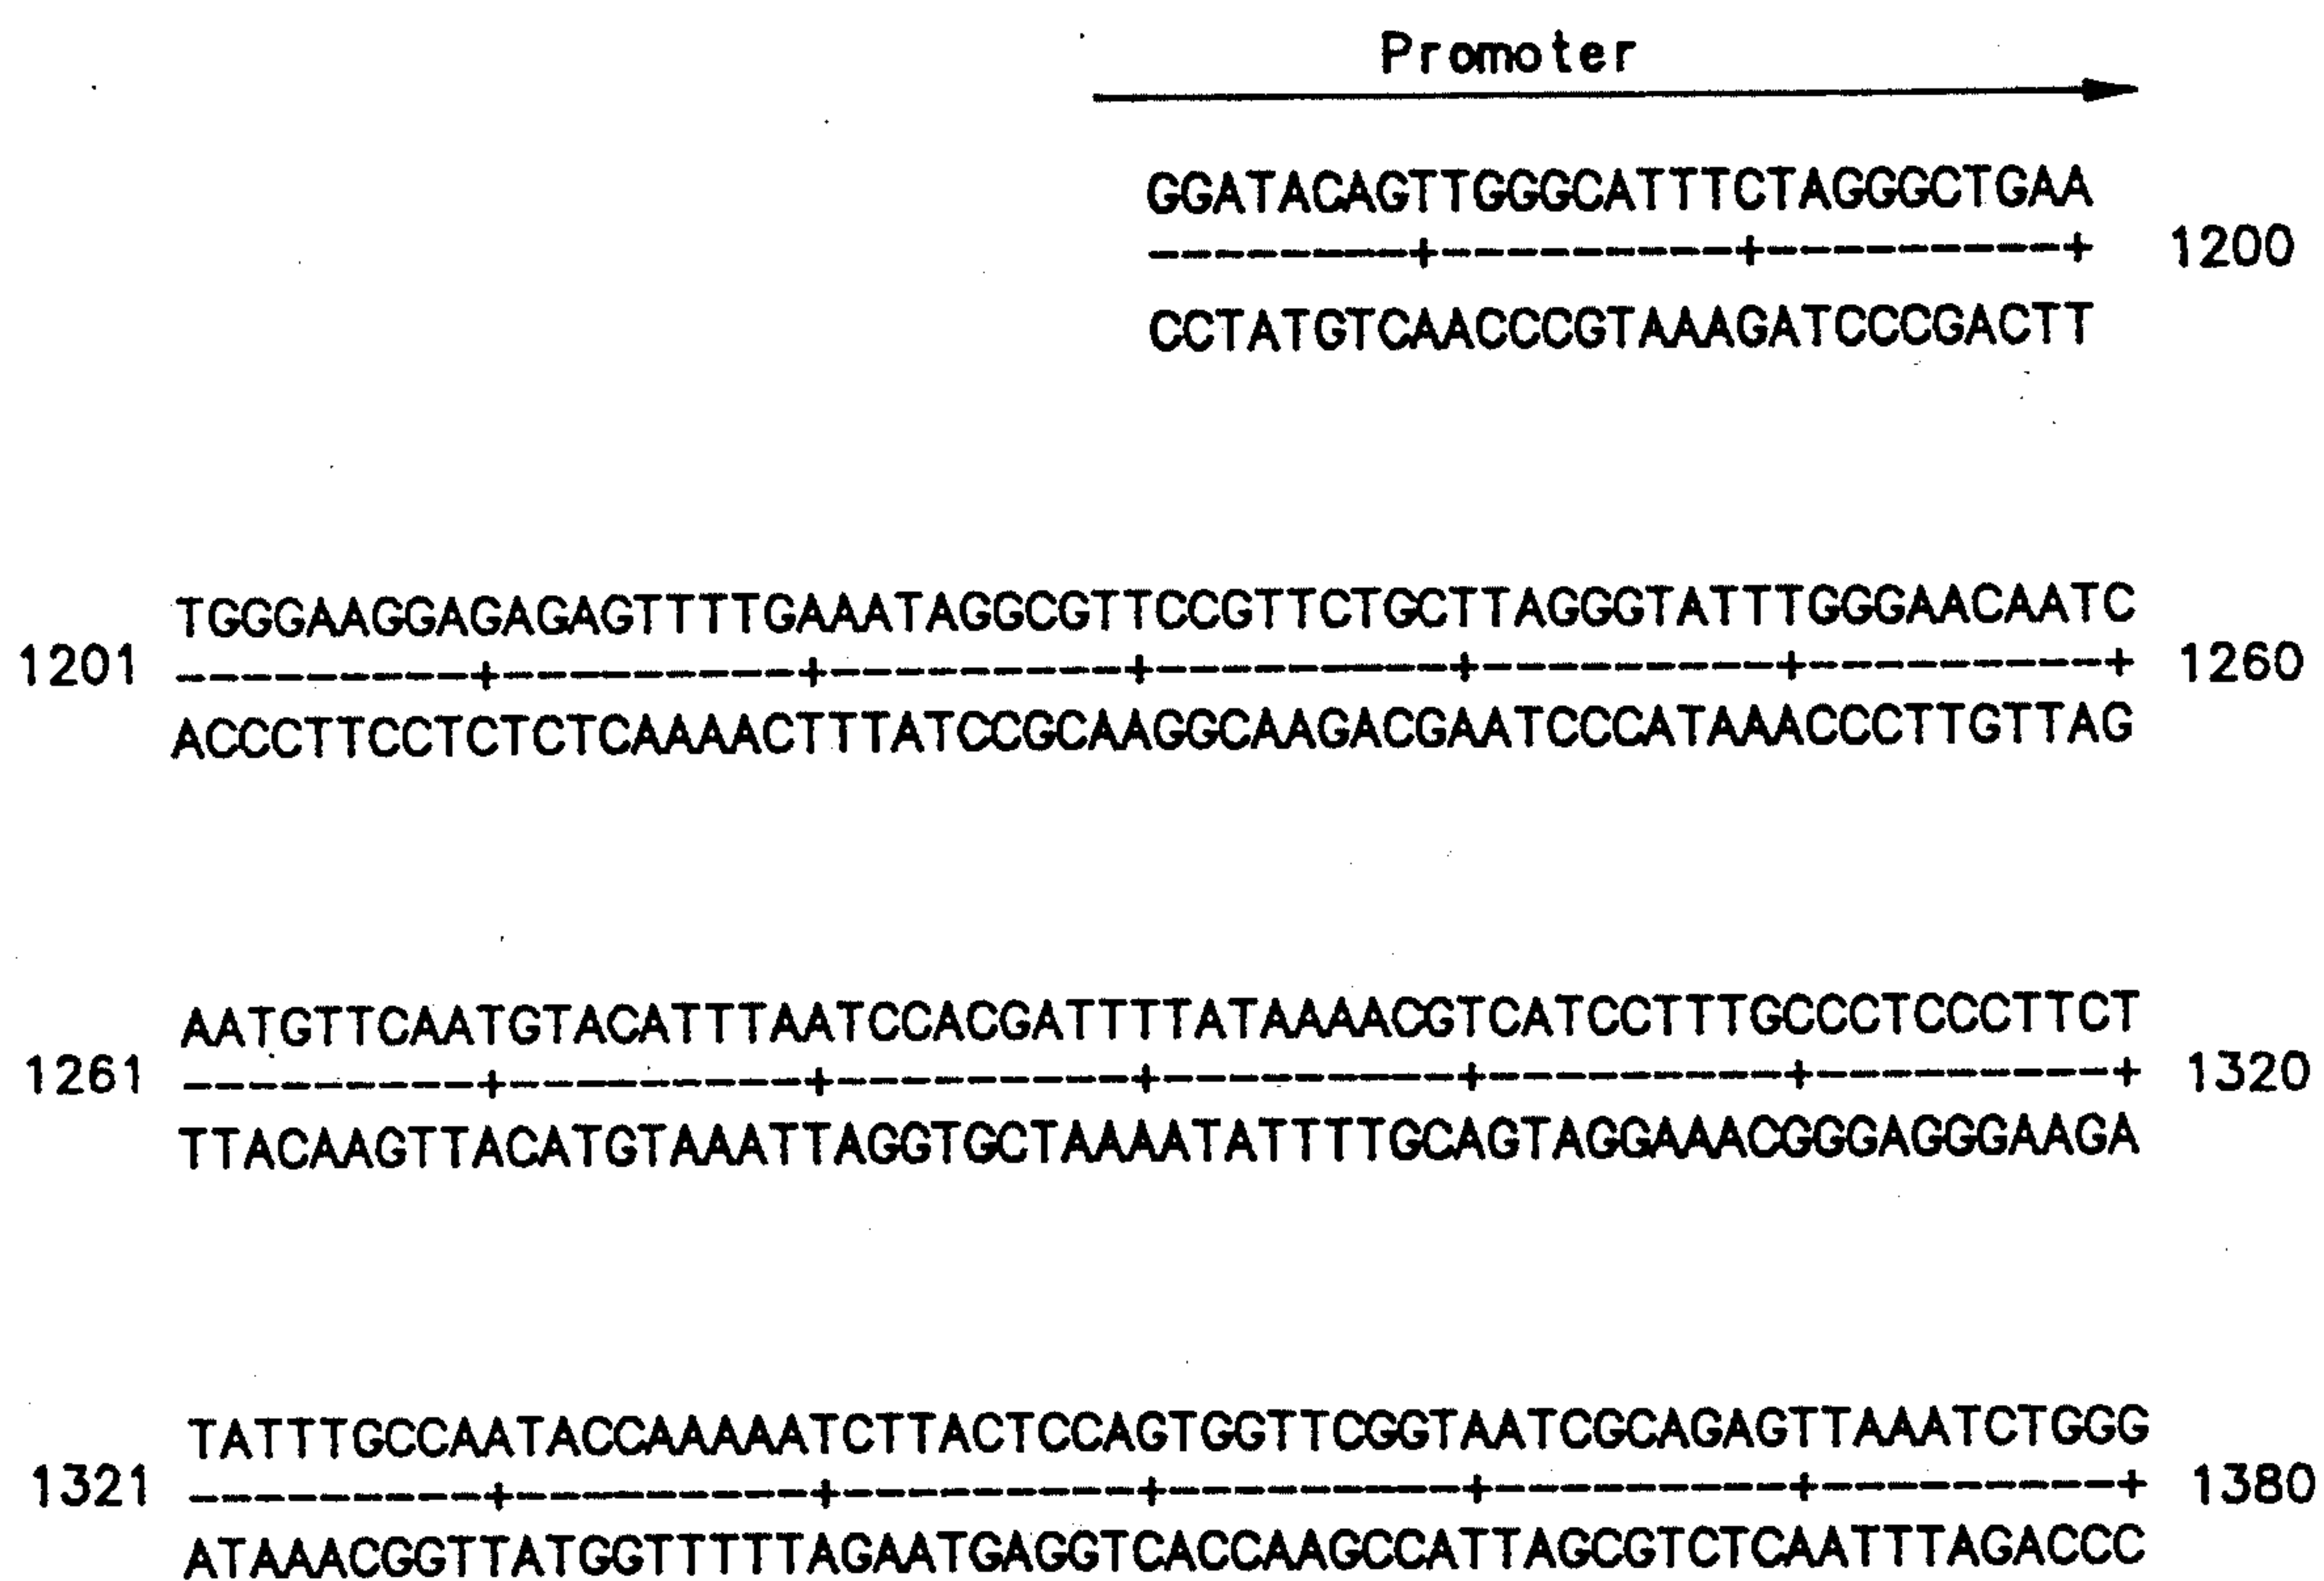 Promoter
GGATACAGTTGGGCATTTCTAGGGCTGAA
---------+---------+---------+ 1200
CCTATGTCAACCCGTAAAGATCCCGACTT
TGGGAAGGAGAGAGTTTTGAAATAGGCGTTCCGTTCTGCTTAGGGTATTTGGGAACAATC
1201 ---------+---------+---------+---------+---------+---------+ 1260
ACCCTTCCTCTCTCAAAACTTTATCCGCAAGGCAAGACGAATCCCATAAACCCTTGTTAG
AATGTTCAATGTACATTTAATCCACGATTTTATAAAACGTCATCCTTTGCCCTCCCTTCT
1261 ---------+---------+---------+---------+---------+---------+ 1320
TTACAAGTTACATGTAAATTAGGTGCTAAAATATTTTGCAGTAGGAAACGGGAGGGAAGA
TATTTGCCAATACCAAAAATCTTACTCCAGTGGTTCGGTAATCGCAGAGTTAAATCTGGG
1321 ---------+---------+---------+---------+---------+---------+ 1380
ATAAACGGTTATGGTTTTTAGAATGAGGTCACCAAGCCATTAGCGTCTCAATTTAGACCC